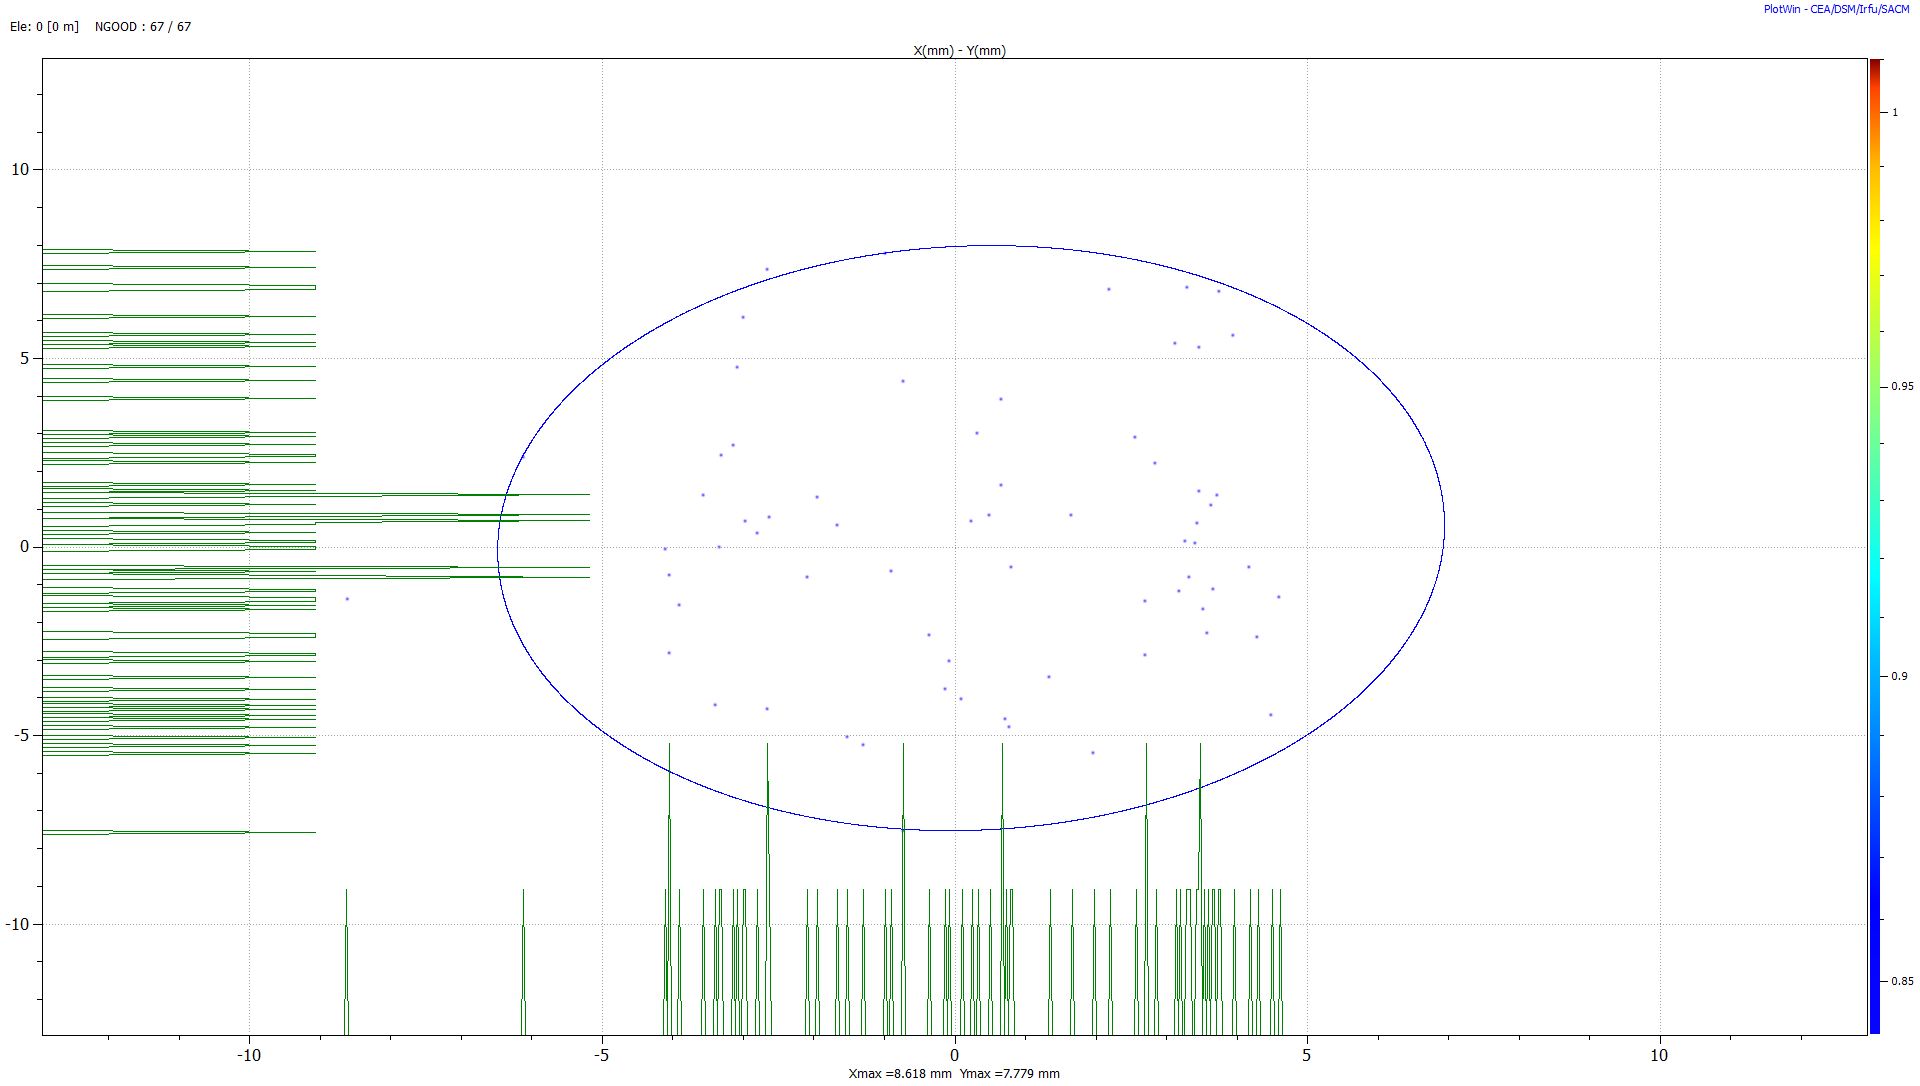 PlotWin - CEA/DSM/Irfu/SACM
Ele: 0 [0 m] NGOOD : 67 / 67
X(mm) - Y(mm)
10
5
0
-5
-10
1
0.95
0.9
0.85
-10 -5 0 5 10
Xmax =8.618 mm Ymax =7.779 mm